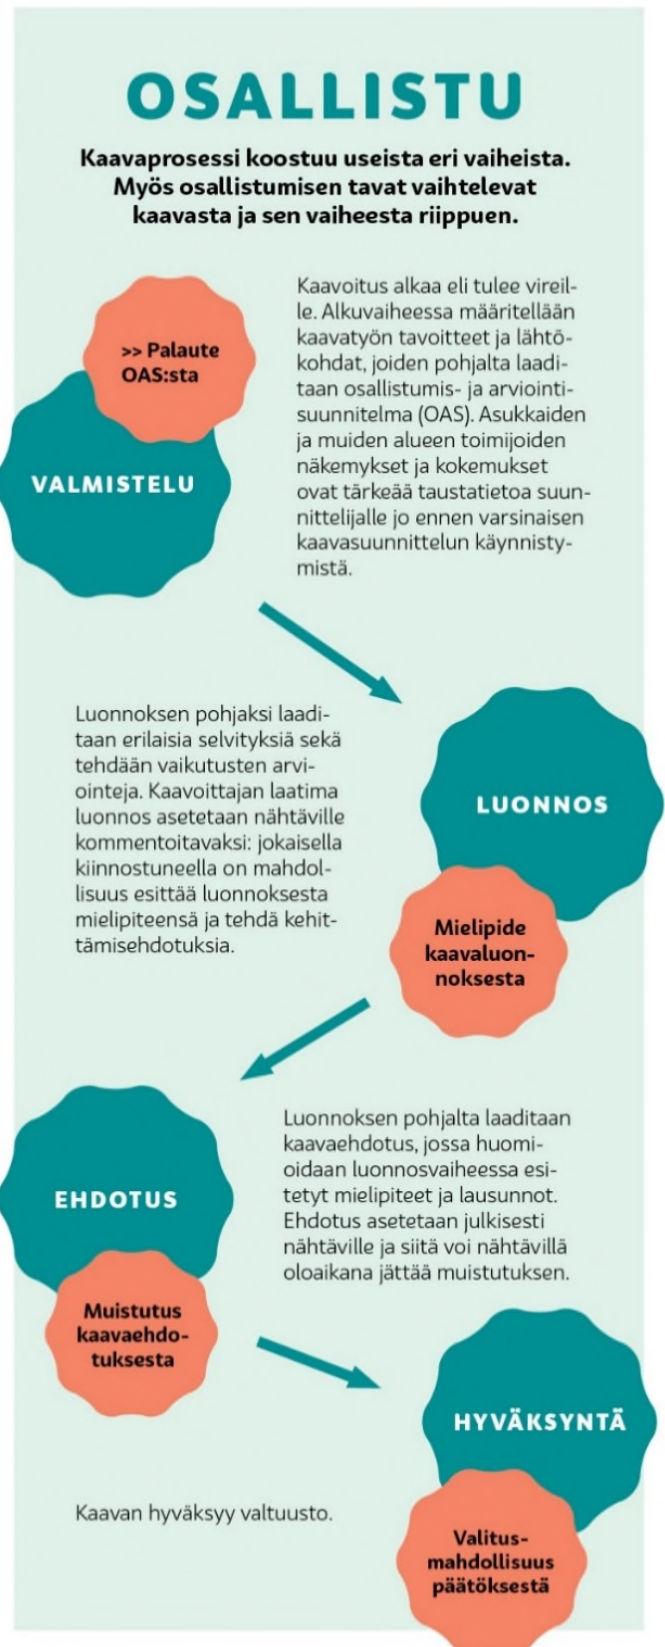 OSALLISTU
Kaavaprosessi koostuu useista eri vaiheista.
Myös osallistumisen tavat vaihtelevat
kaavasta ja sen vaiheesta riippuen.
>> Palaute
OAS:sta
VALMISTELU
Kaavoitus alkaa eli tulee vireil-
le. Alkuvaiheessa määritellään
kaavatyön tavoitteet ja lähtö-
kohdat, joiden pohjalta laadi-
taan osallistumis- ja arviointi-
suunnitelma (OAS). Asukkaiden
ja muiden alueen toimijoiden
näkemykset ja kokemukset
ovat tärkeää taustatietoa suun-
nittelijalle jo ennen varsinaisen
kaavasuunnittelun käynnisty-
mistä.
Luonnoksen pohjaksi laadi-
taan erilaisia selvityksiä sekä
tehdään vaikutusten arvi-
ointeja. Kaavoittajan laatima
luonnos asetetaan nähtäville
kommentoitavaksi: jokaisella
kiinnostuneella on mahdol-
lisuus esittää luonnoksesta
mielipiteensä ja tehdä kehit-
tämisehdotuksia.
LUONNOS
Mielipide
kaavaluon-
noksesta
EHDOTUS
Muistutus
kaavaehdo-
tuksesta
Luonnoksen pohjalta laaditaan
kaavaehdotus, jossa huomi-
oidaan luonnosvaiheessa esi-
tetyt mielipiteet ja lausunnot.
Ehdotus asetetaan julkisesti
nähtäville ja siitä voi nähtävillä
oloaikana jättää muistutuksen.
HYVÄKSYNTÄ
Kaavan hyväksyy valtuusto.
Valitus-
mahdollisuus
päätöksestä